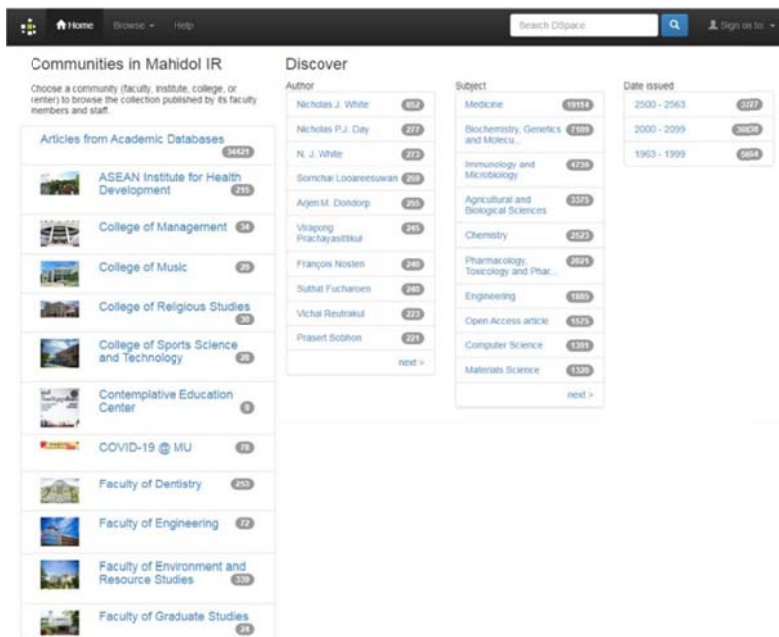 Home Browse Help Search DSpace Sign on to:
Communities in Mahidol IR
Choose a community (faculty, institute, college, or
center) to browse the collection published by its faculty
members and staff.
Articles from Academic Databases
34421
ASEAN Institute for Health
Development 215
College of Management 34
College of Music 29
College of Religious Studies
30
College of Sports Science
and Technology 28
Contemplative Education
Center 9
COVID-19 @ MU 78
Faculty of Dentistry 253
Faculty of Engineering 72
Faculty of Environment and
Resource Studies 339
Faculty of Graduate Studies
24
Discover
Author
Nicholas J. White 652
Nicholas P.J. Day 277
N. J. White 273
Sornchai Looareesuwan 259
Arjen M. Dondorp 255
Virapong 245
Prachayasittikul
François Nosten 240
Suthat Fucharoen 240
Vichai Reutrakul 223
Prasert Sobhon 221
next >
Subject
Medicine 19114
Biochemistry, Genetics 7109
and Molecu...
Immunology and 4739
Microbiology
Agricultural and 3375
Biological Sciences
Chemistry 2523
Pharmacology, 2021
Toxicology and Phar...
Engineering 1885
Open Access article 1575
Computer Science 1391
Materials Science 1320
next >
Date issued
2500 - 2563
2000 - 2099
1963 - 1999